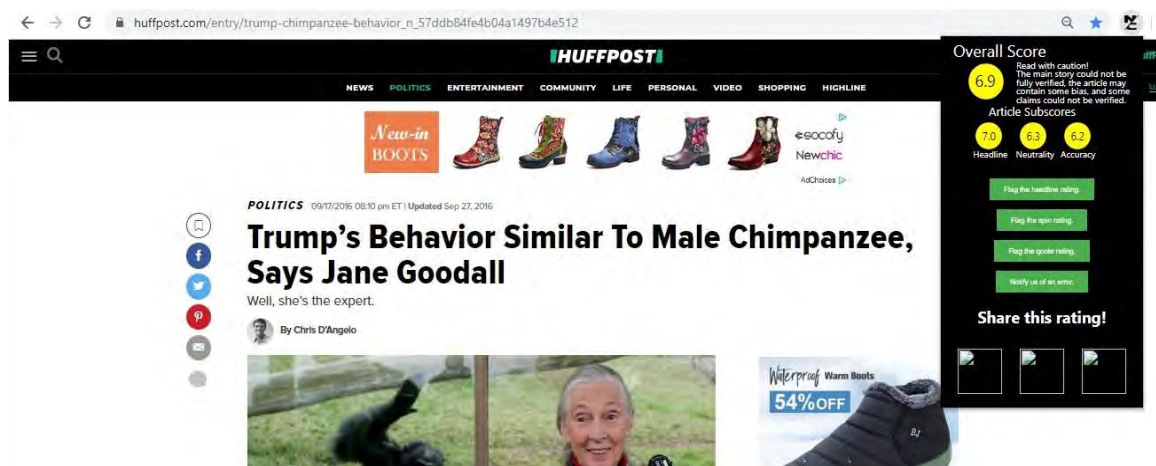 huffpost.com/entry/trump-chimpanzee-behavior_n_57ddb84fe4b04a1497b4e512
HUFFPOST
NEWS POLITICS ENTERTAINMENT COMMUNITY LIFE PERSONAL VIDEO SHOPPING HIGHLINE
New-in
BOOTS
socofy
Newchic
AdChoices
POLITICS 09/17/2016 08:10 pm ET | Updated Sep 27, 2016
Trump's Behavior Similar To Male Chimpanzee,
Says Jane Goodall
Well, she's the expert.
By Chris D'Angelo
Waterproof Warm Boots
54% OFF
BJ
Overall Score
6.9
Read with caution!
The main story could not be
fully verified, the article may
contain some bias, and some
claims could not be verified.
Article Subscores
7.0 6.3 6.2
Headline Neutrality Accuracy
Flag the headline rating.
Flag the spin rating.
Flag the quote rating.
Notify us of an error.
Share this rating!